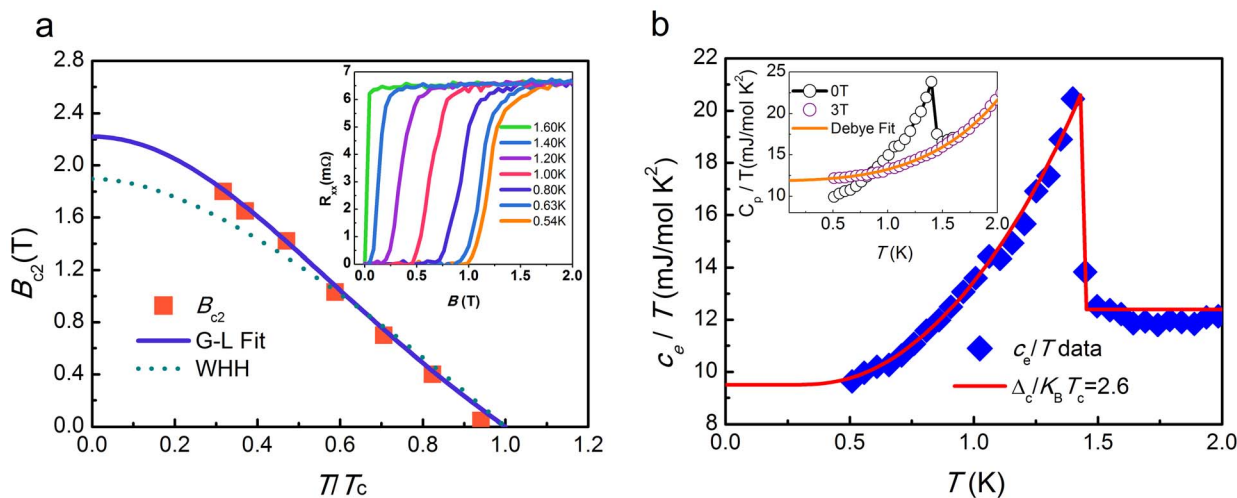 a
B_c2(T)
2.8
2.4
2.0
1.6
1.2
0.8
0.4
0.0
0.0 0.2 0.4 0.6 0.8 1.0 1.2
T/T_c
B_c2
G-L Fit
WHH
R_xx (mΩ)
7
6
5
4
3
2
1
0
0.0 0.5 1.0 1.5 2.0
B (T)
1.60K
1.40K
1.20K
1.00K
0.80K
0.63K
0.54K
b
c_e / T (mJ/mol K²)
22
20
18
16
14
12
10
8
0.0 0.5 1.0 1.5 2.0
T (K)
C_p / T(mJ/mol K²)
25
20
15
10
0.5 1.0 1.5 2.0
T (K)
0T
3T
Debye Fit
c_e/T data
Δ_c/K_B T_c=2.6